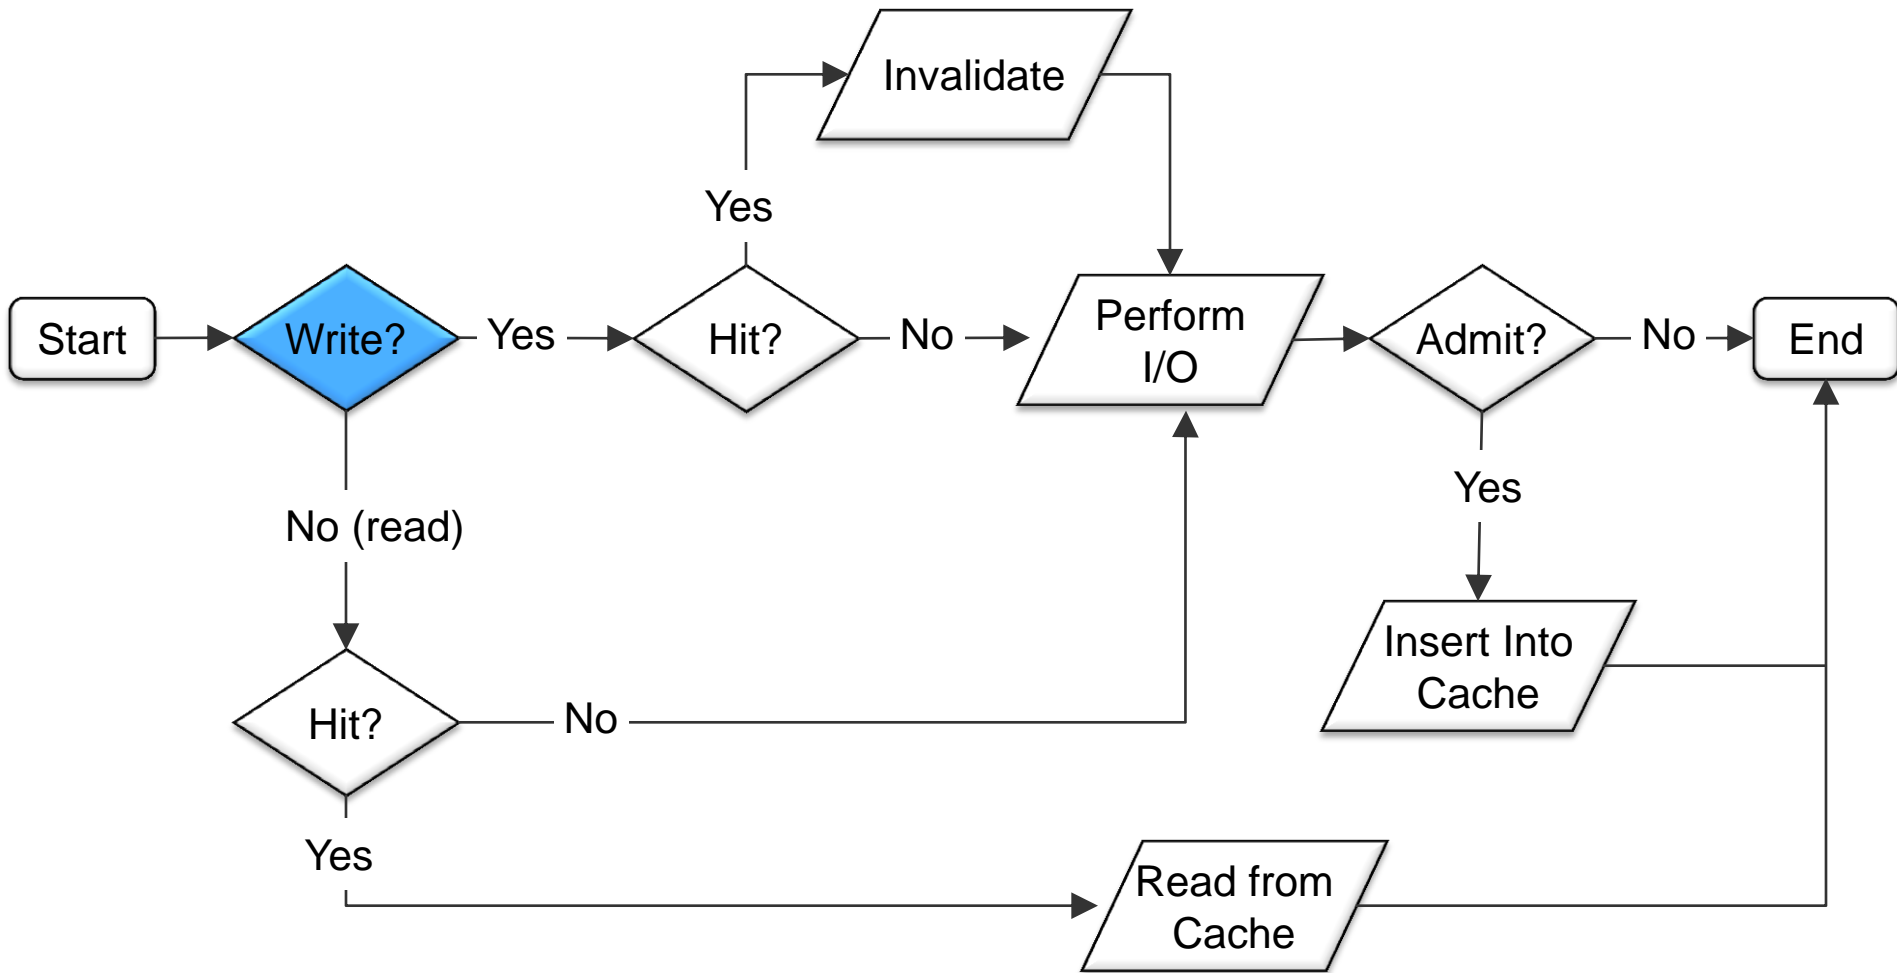 Invalidate
Yes
Start
Write?
Yes
Hit?
No
Perform
I/O
Admit?
No
End
Yes
No (read)
Insert Into
Cache
Hit?
No
Yes
Read from
Cache